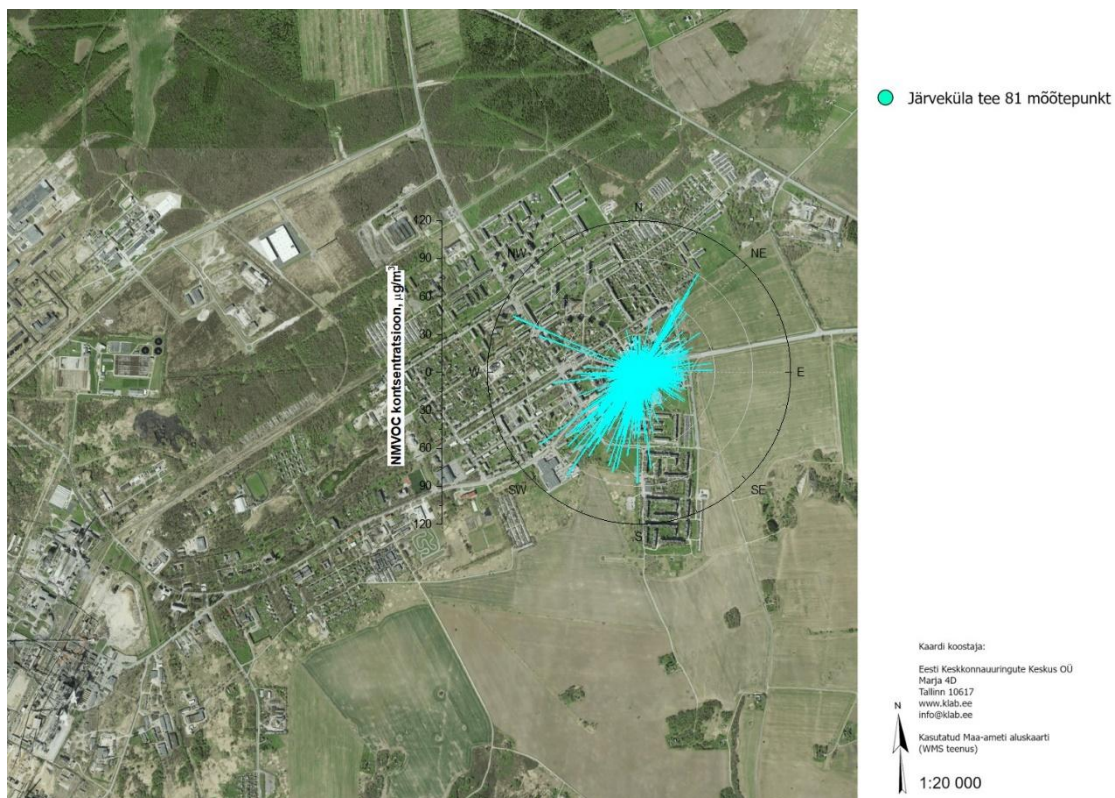 Järveküla tee 81 mõõtepunkt
N
NW
NE
120
90
60
30
0
30
60
90
120
NMVOC kontsentratsioon, µg/m³
W
E
SW
SE
S
Kaardi koostaja:
Eesti Keskkonnauuringute Keskus OÜ
Marja 4D
Tallinn 10617
www.klab.ee
info@klab.ee
N
Kasutatud Maa-ameti aluskaarti
(WMS teenus)
1:20 000